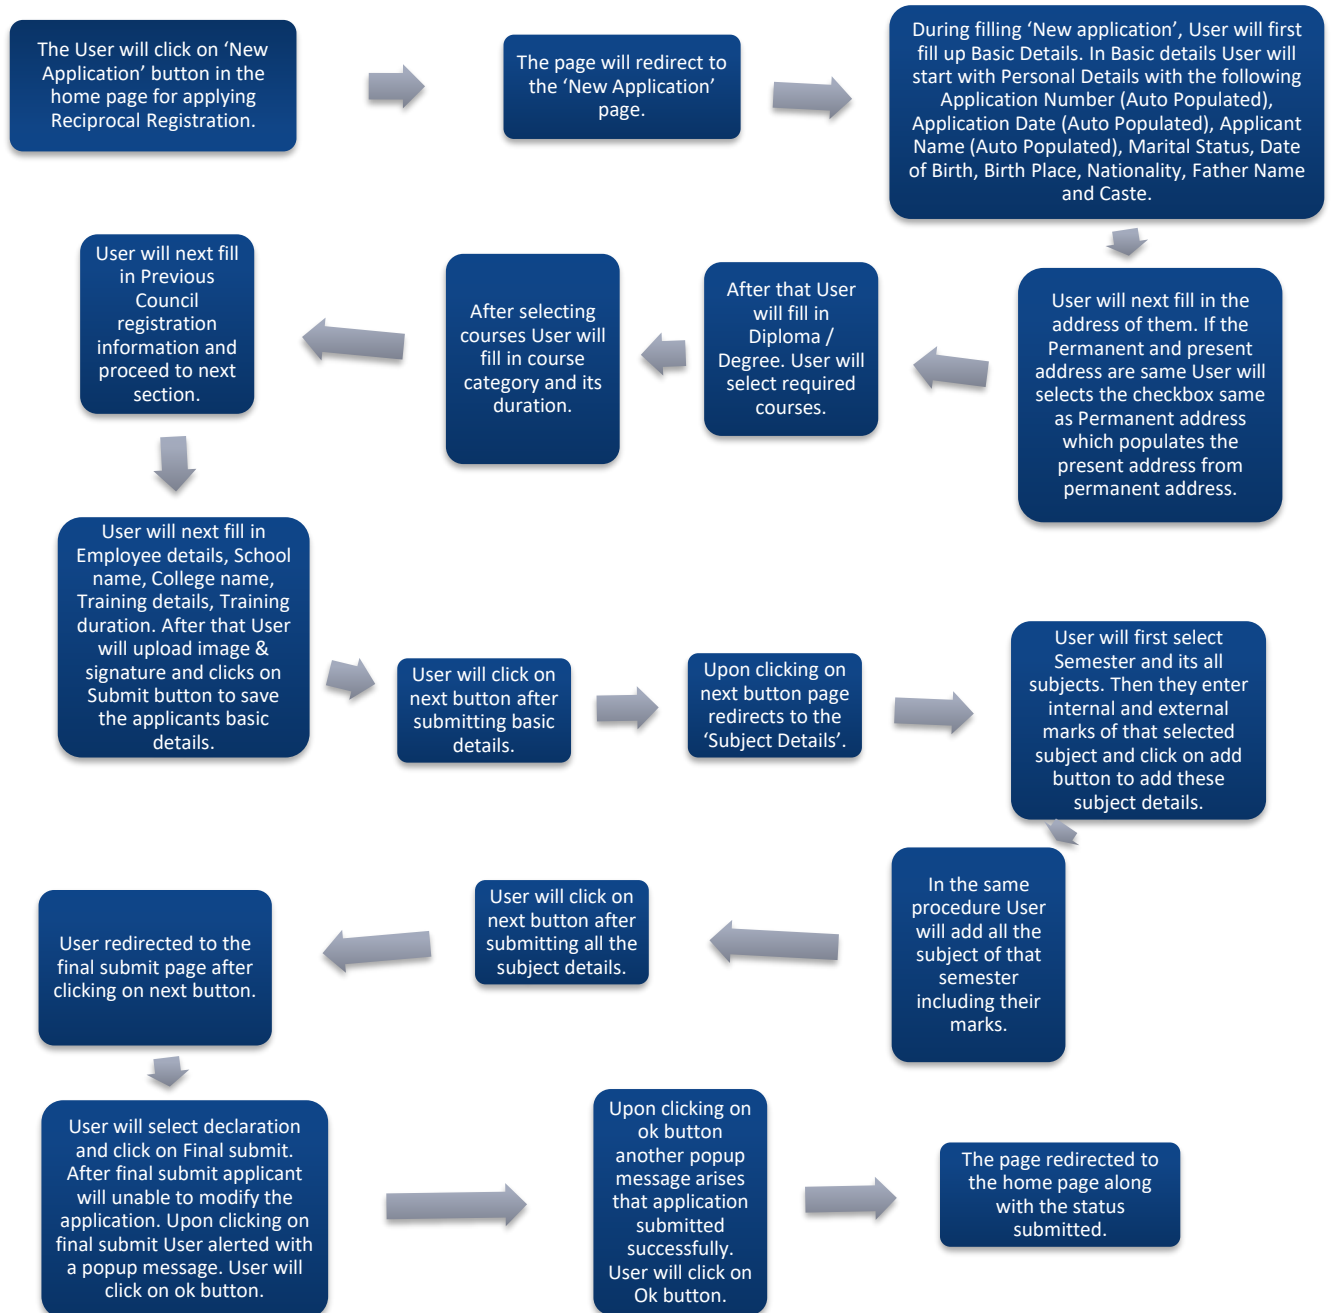 The User will click on ‘New
Application’ button in the
home page for applying
Reciprocal Registration.
The page will redirect to
the ‘New Application’
page.
During filling ‘New application’, User will first
fill up Basic Details. In Basic details User will
start with Personal Details with the following
Application Number (Auto Populated),
Application Date (Auto Populated), Applicant
Name (Auto Populated), Marital Status, Date
of Birth, Birth Place, Nationality, Father Name
and Caste.
User will next fill in the
address of them. If the
Permanent and present
address are same User will
selects the checkbox same
as Permanent address
which populates the
present address from
permanent address.
After that User
will fill in
Diploma /
Degree. User will
select required
courses.
After selecting
courses User will
fill in course
category and its
duration.
User will next fill
in Previous
Council
registration
information and
proceed to next
section.
User will next fill in
Employee details, School
name, College name,
Training details, Training
duration. After that User
will upload image &
signature and clicks on
Submit button to save
the applicants basic
details.
User will click on
next button after
submitting basic
details.
Upon clicking on
next button page
redirects to the
‘Subject Details’.
User will first select
Semester and its all
subjects. Then they enter
internal and external
marks of that selected
subject and click on add
button to add these
subject details.
In the same
procedure User
will add all the
subject of that
semester
including their
marks.
User will click on
next button after
submitting all the
subject details.
User redirected to the
final submit page after
clicking on next button.
User will select declaration
and click on Final submit.
After final submit applicant
will unable to modify the
application. Upon clicking on
final submit User alerted with
a popup message. User will
click on ok button.
Upon clicking on
ok button
another popup
message arises
that application
submitted
successfully.
User will click on
Ok button.
The page redirected to
the home page along
with the status
submitted.